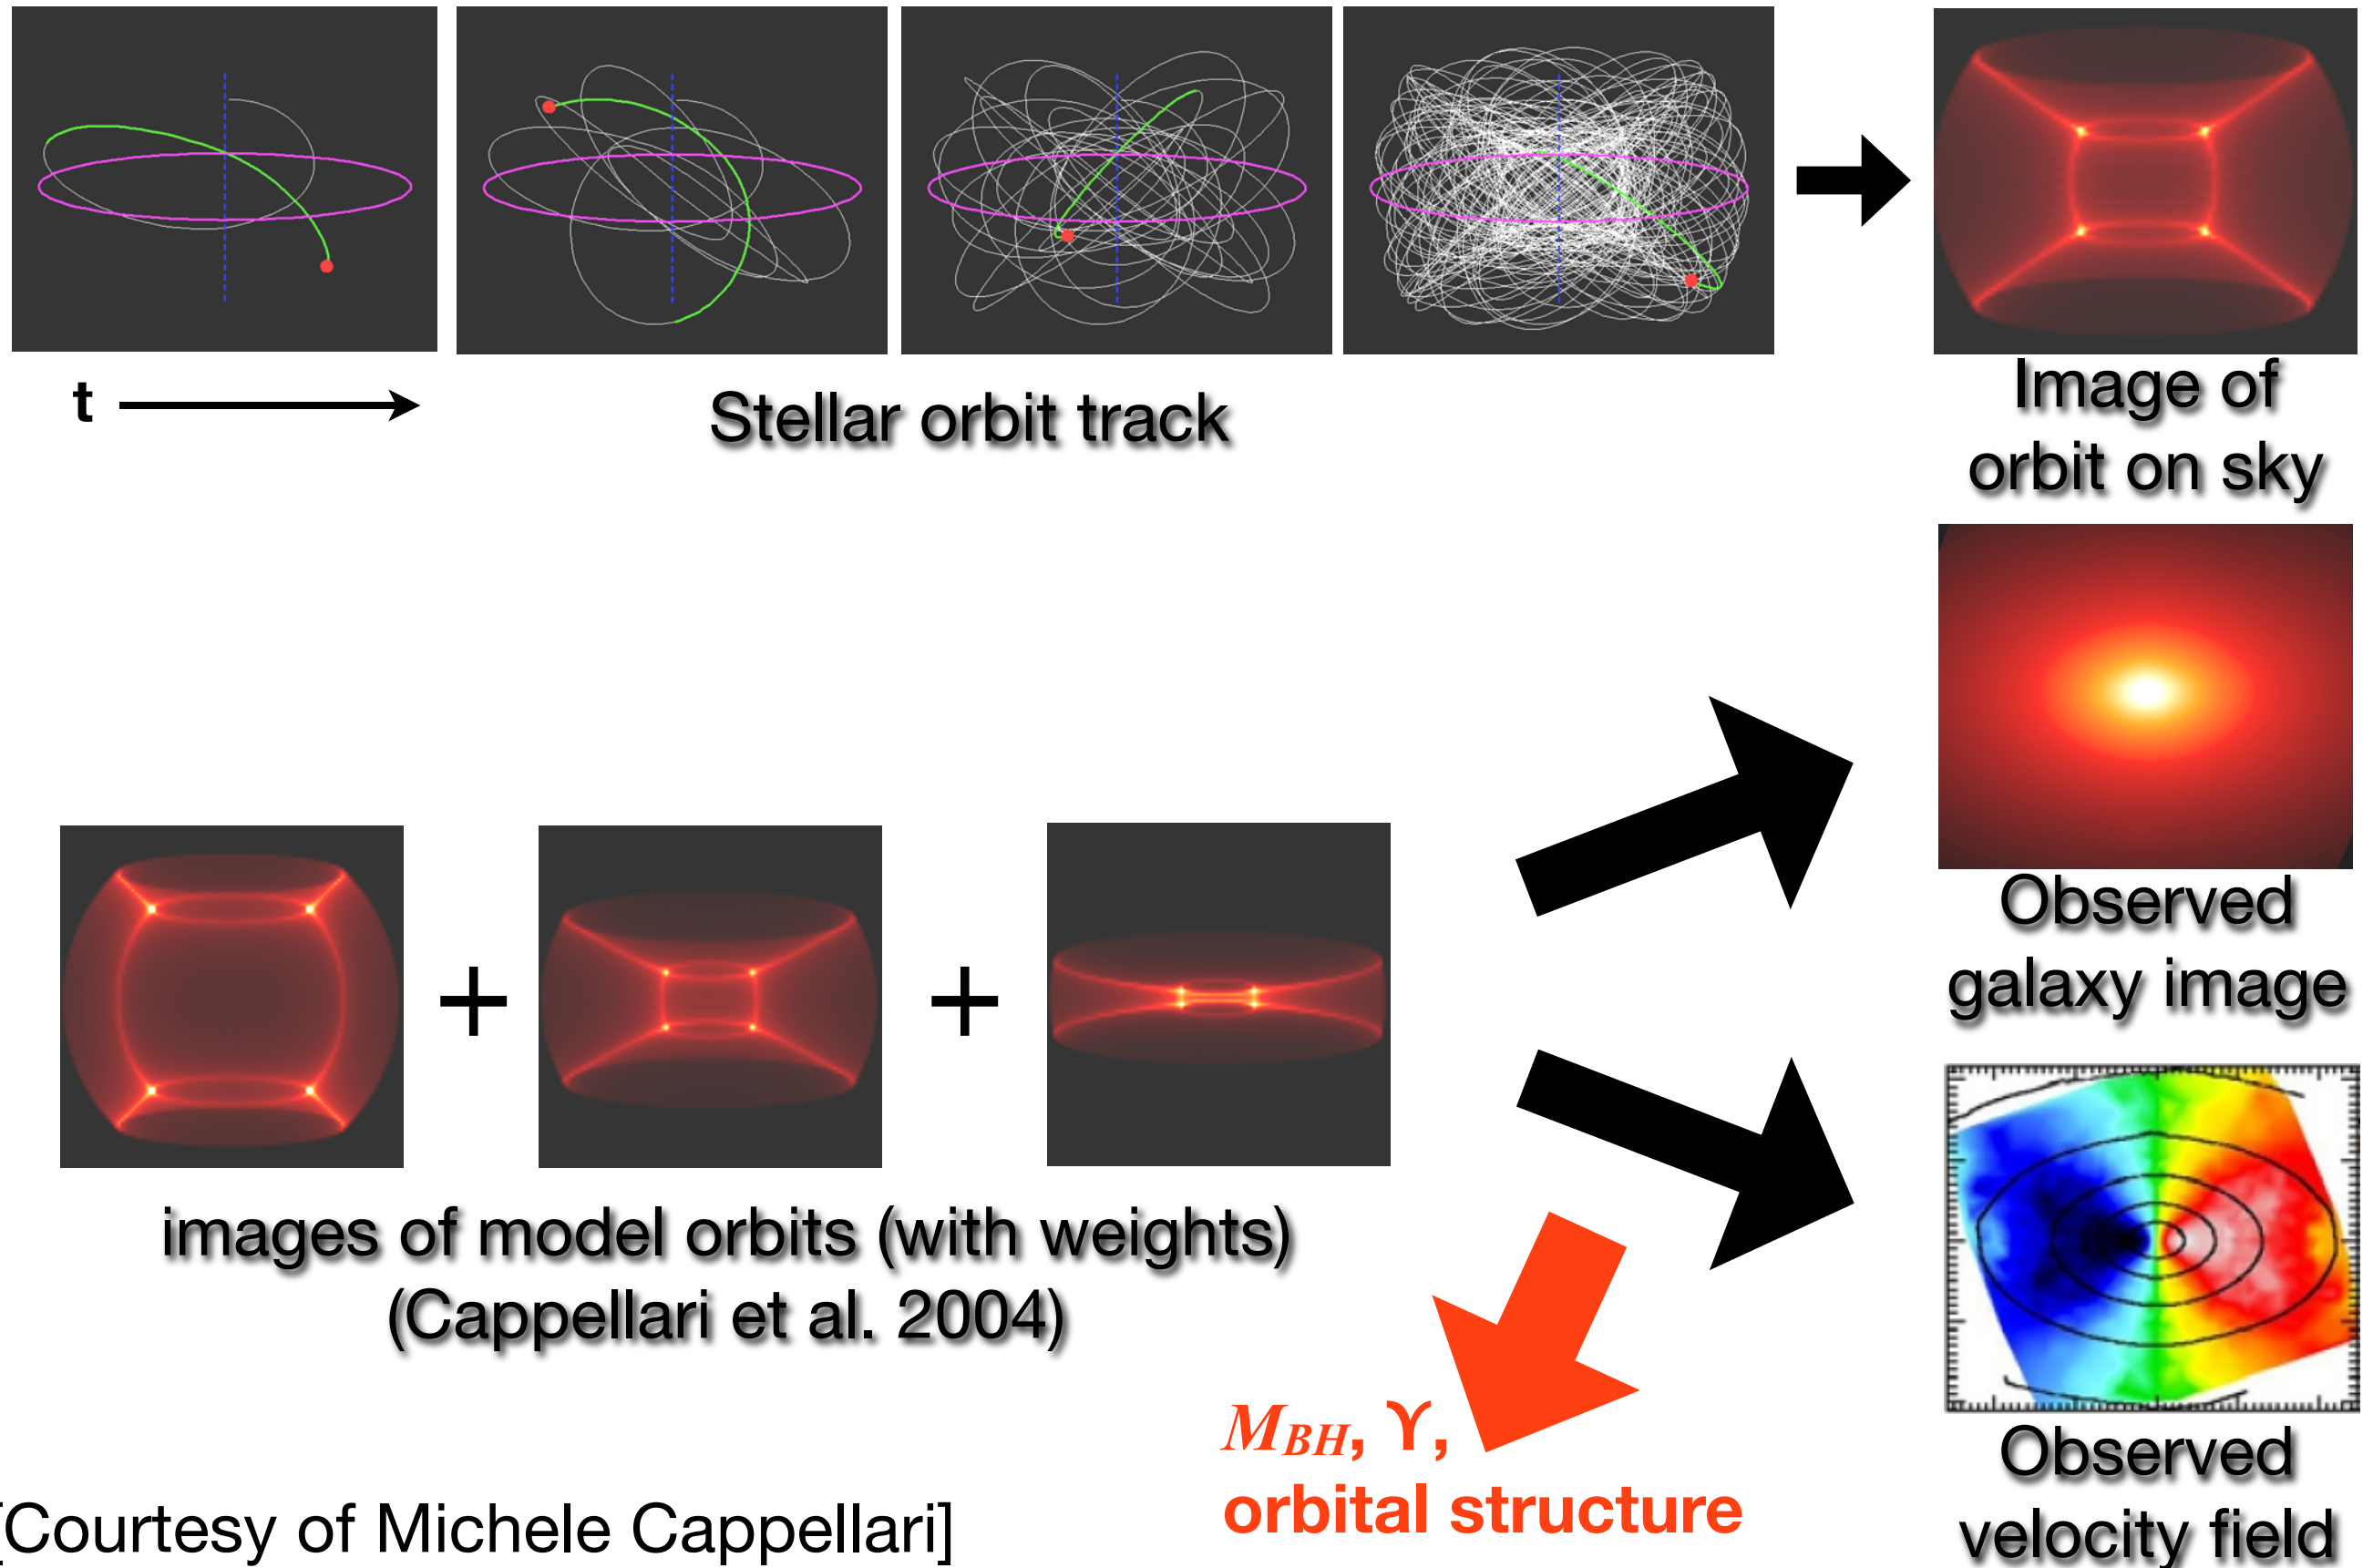 t
Stellar orbit track
Image of
orbit on sky
Observed
galaxy image
images of model orbits (with weights)
(Cappellari et al. 2004)
M_BH, ϒ,
orbital structure
Observed
velocity field
[Courtesy of Michele Cappellari]